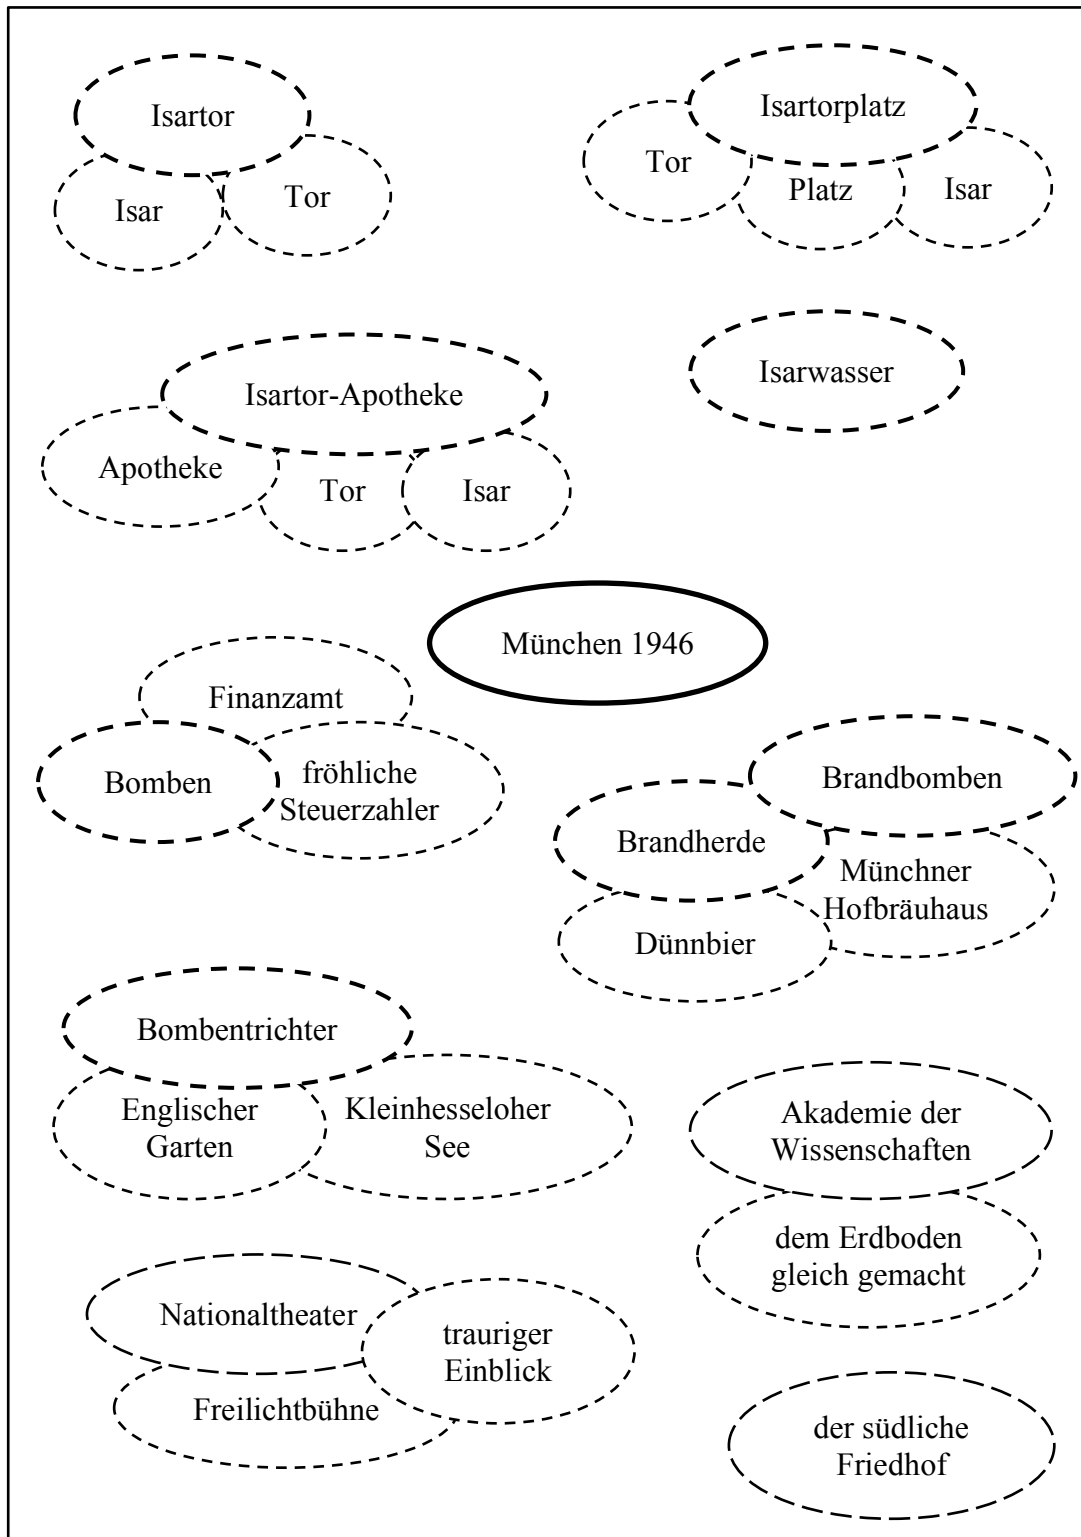 Isartor
Isar
Tor
Isartorplatz
Tor
Platz
Isar
Isartor-Apotheke
Apotheke
Tor
Isar
Isarwasser
München 1946
Finanzamt
Bomben
fröhliche
Steuerzahler
Brandbomben
Brandherde
Münchner
Hofbräuhaus
Dünnbier
Bombentrichter
Englischer
Garten
Kleinhesseloher
See
Akademie der
Wissenschaften
dem Erdboden
gleich gemacht
Nationaltheater
trauriger
Einblick
Freilichtbühne
der südliche
Friedhof